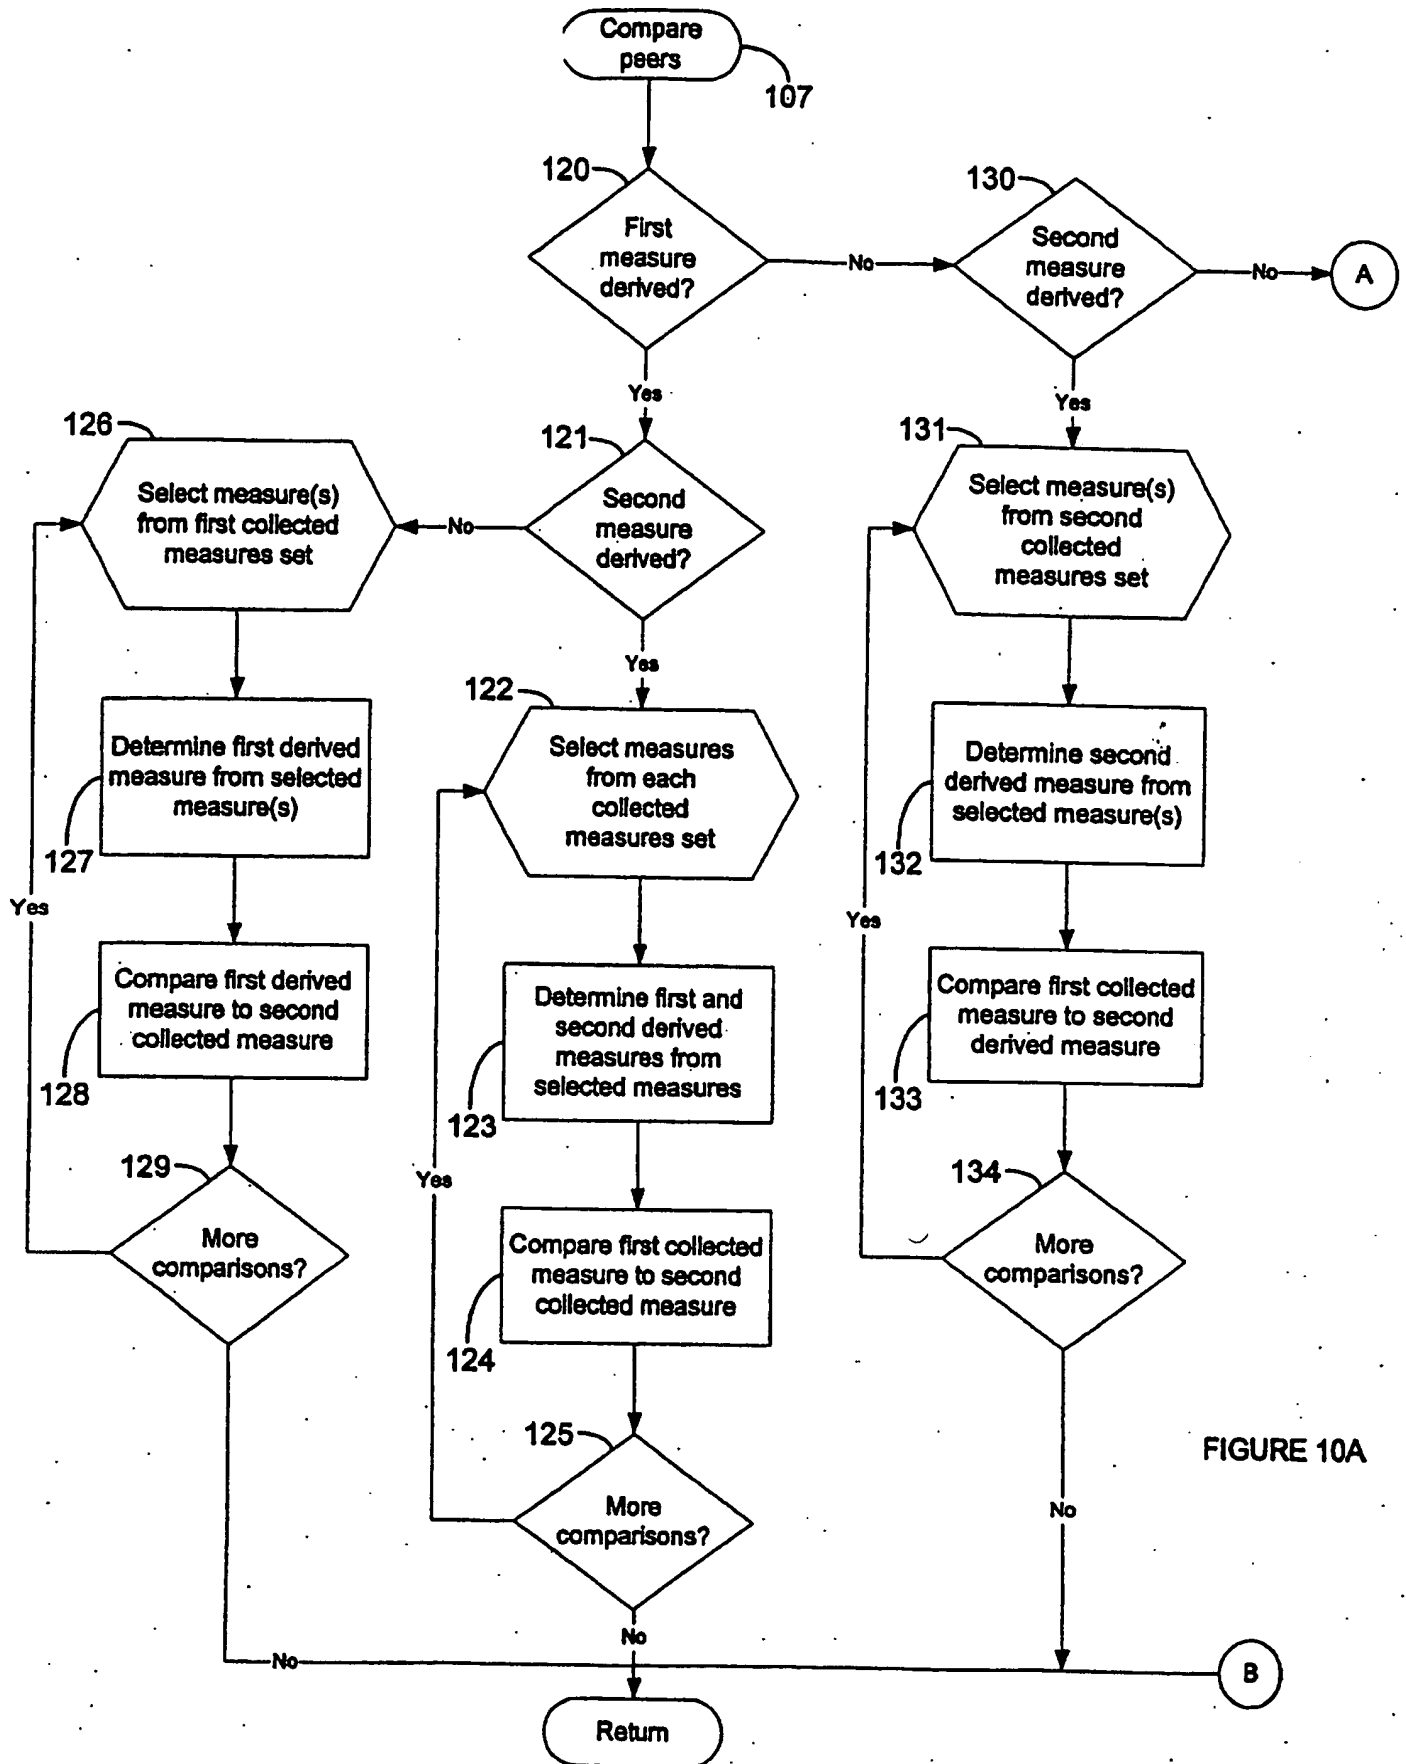 Compare
peers
107
120
First
measure
derived?
No
130
Second
measure
derived?
No
A
Yes
Yes
126
Select measure(s)
from first collected
measures set
No
121
Second
measure
derived?
131
Select measure(s)
from second
collected
measures set
Yes
127
Determine first derived
measure from selected
measure(s)
122
Select measures
from each
collected
measures set
132
Determine second
derived measure from
selected measure(s)
Yes
Yes
128
Compare first derived
measure to second
collected measure
123
Determine first and
second derived
measures from
selected measures
133
Compare first collected
measure to second
derived measure
129
More
comparisons?
Yes
124
Compare first collected
measure to second
collected measure
134
More
comparisons?
125
More
comparisons?
FIGURE 10A
No
No
No
B
Return